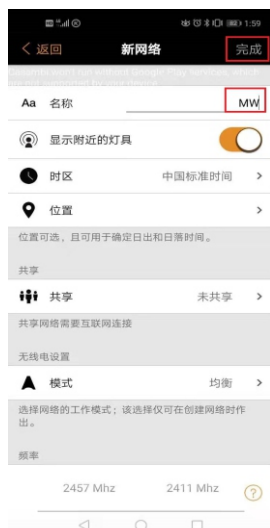 1:59
返回
新网络
完成
Aa 名称 MW
显示附近的灯具
时区 中国标准时间
位置
位置可选，且可用于确定日出和日落时间。
共享
共享 未共享
共享网络需要互联网连接
无线电设置
模式 均衡
选择网络的工作模式；该选择仅可在创建网络时作
出。
频率
2457 Mhz 2411 Mhz